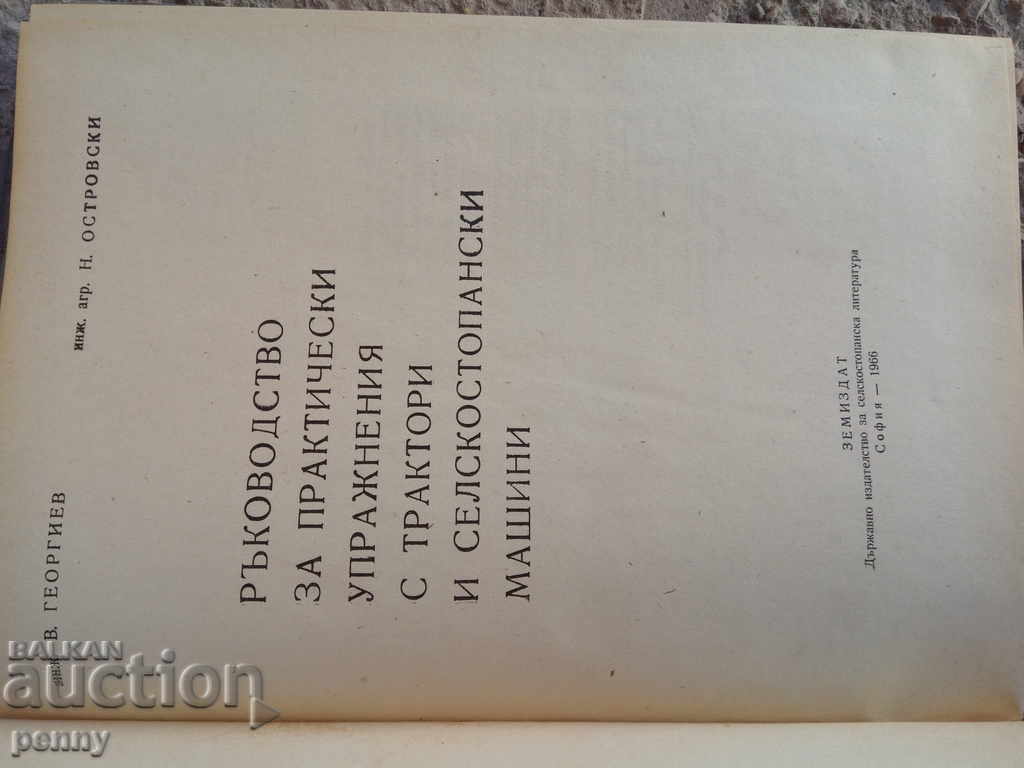 инж. В. ГЕОРГИЕВ
инж. агр. Н. ОСТРОВСКИ
РЪКОВОДСТВО
ЗА ПРАКТИЧЕСКИ
УПРАЖНЕНИЯ
С ТРАКТОРИ
И СЕЛСКОСТОПАНСКИ
МАШИНИ
ЗЕМИЗДАТ
Държавно издателство за селскостопанска литература
София — 1966
BALKAN
auction
penny